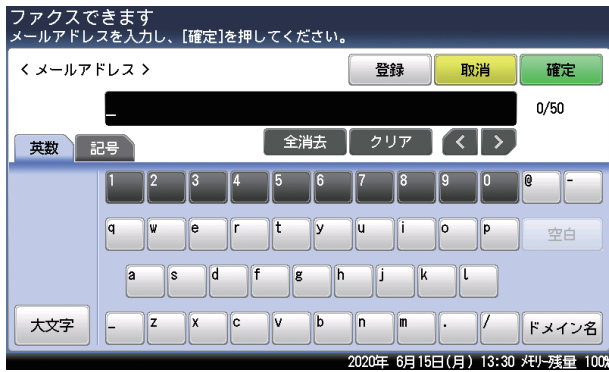 ファクスできます
メールアドレスを入力し、[確定]を押してください。
< メールアドレス > 登録 取消 確定
_ 0/50
英数 記号 全消去 クリア < >
1 2 3 4 5 6 7 8 9 0 @ -
q w e r t y u i o p 空白
a s d f g h j k l
大文字 _ z x c v b n m . / ドメイン名
2020年 6月15日(月) 13:30 メモリー残量 100%